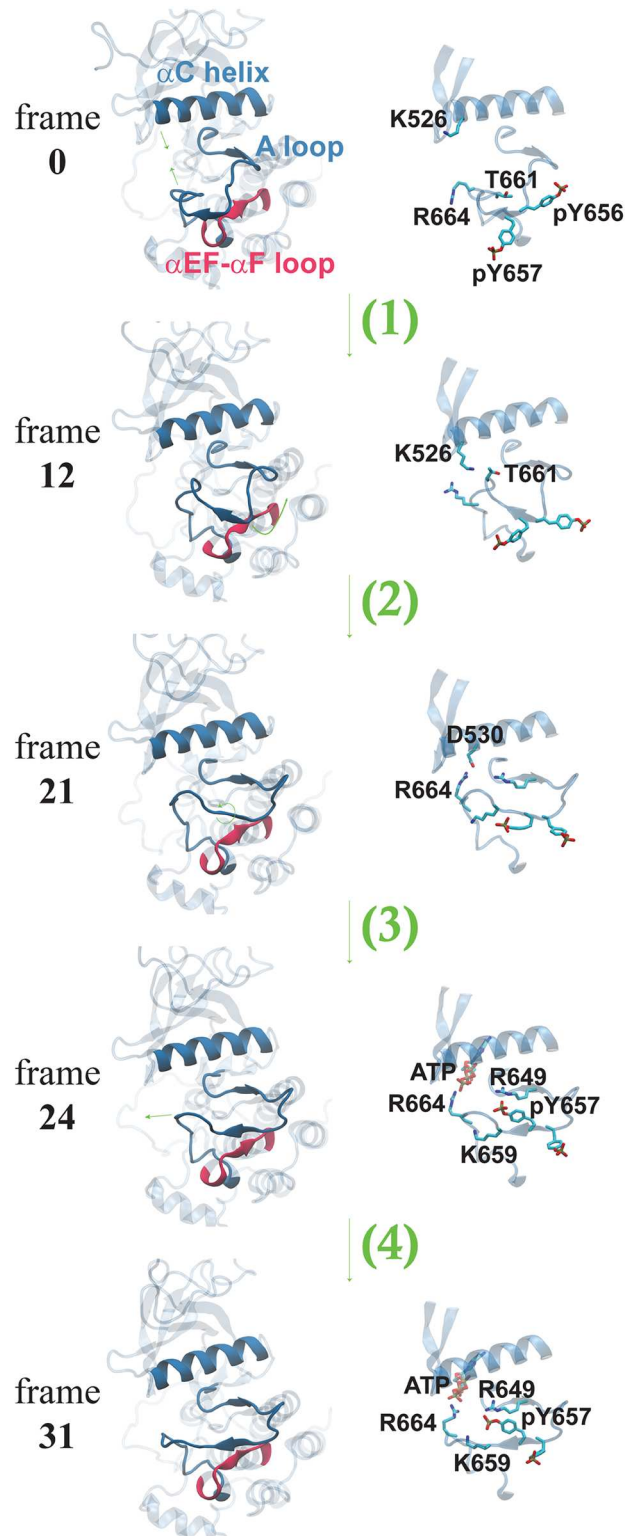 αC helix
frame
0
A loop
αEF-αF loop
K526
T661
R664
pY656
pY657
(1)
frame
12
K526
T661
(2)
frame
21
D530
R664
(3)
frame
24
ATP
R649
R664
pY657
K659
(4)
frame
31
ATP
R649
R664
pY657
K659